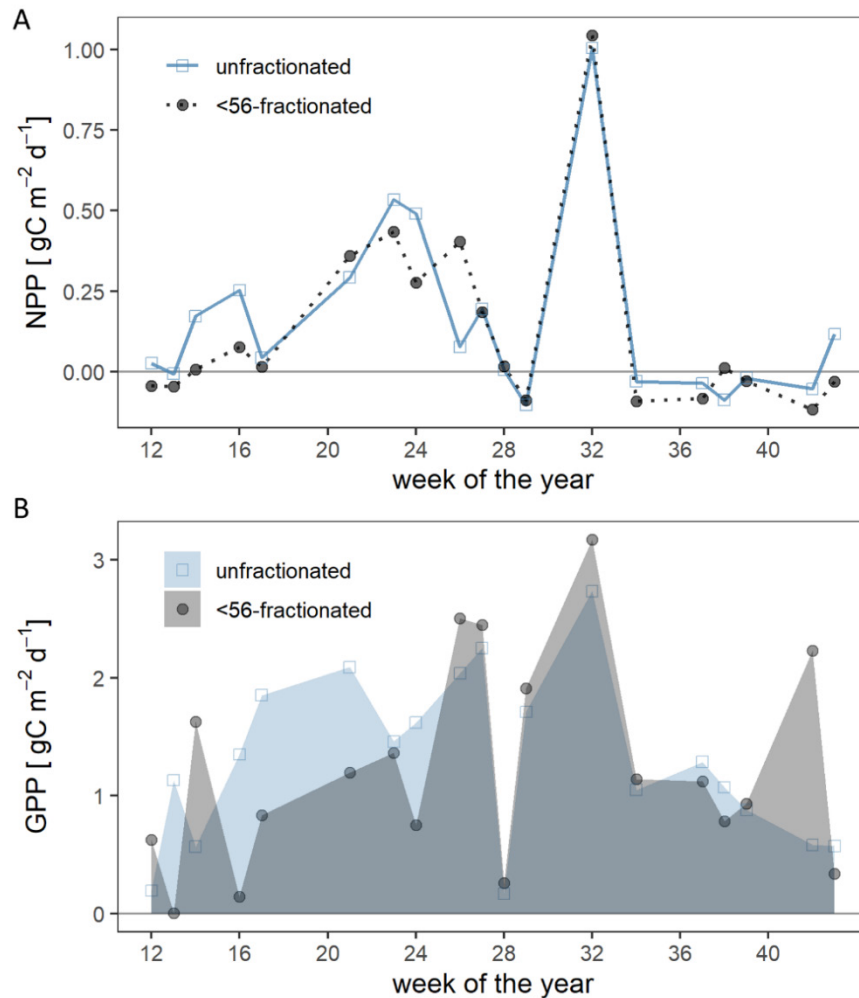 A
1.00
0.75
0.50
0.25
0.00
NPP [ gC m⁻² d⁻¹]
unfractionated
<56-fractionated
12 16 20 24 28 32 36 40
week of the year
B
3
2
1
0
GPP [ gC m⁻² d⁻¹]
unfractionated
<56-fractionated
12 16 20 24 28 32 36 40
week of the year